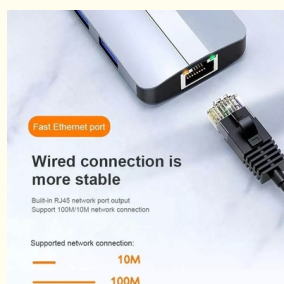 Fast Ethernet port
Wired connection is
more stable
Built-in RJ45 network port output
Support 100M/10M network connection
Supported network connection:
10M
100M